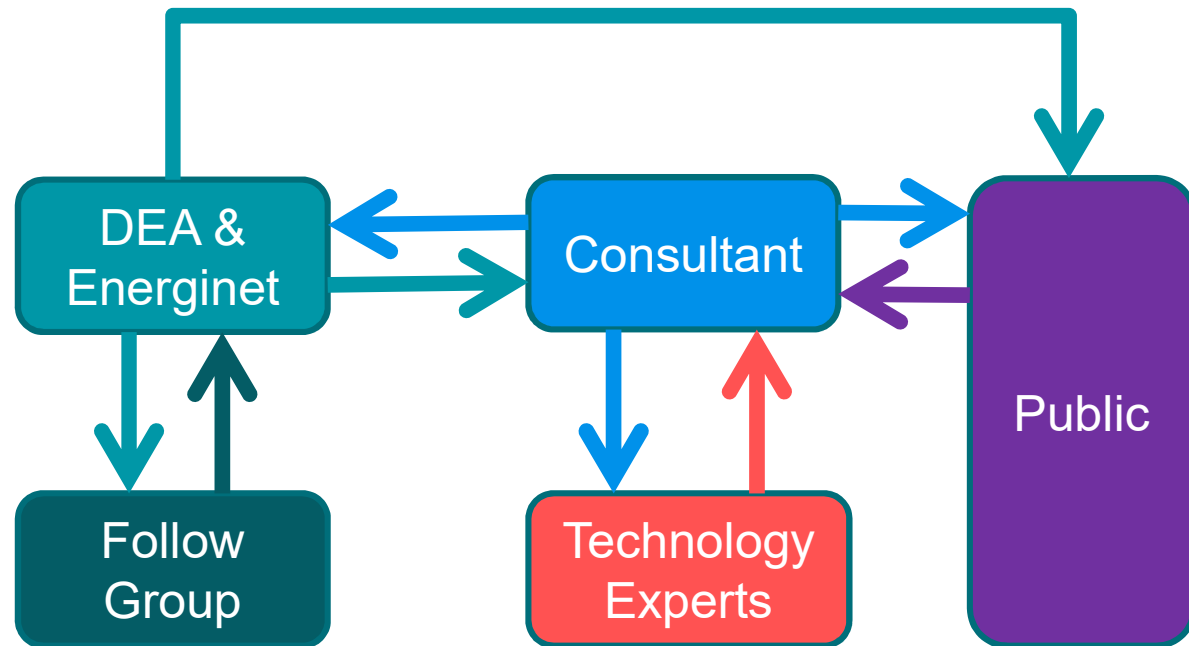 DEA &
Energinet
Consultant
Public
Follow
Group
Technology
Experts